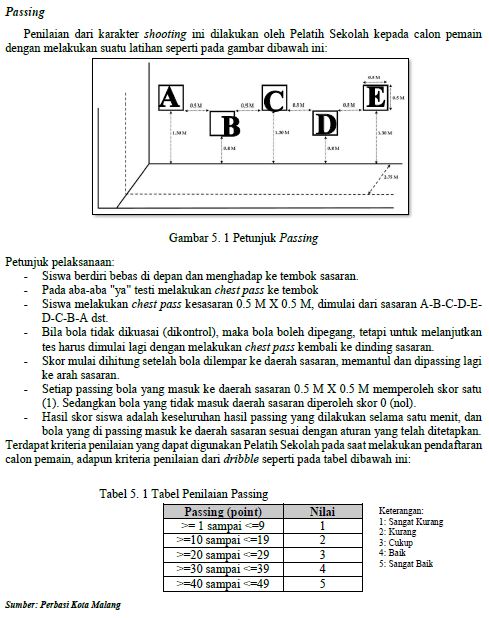 Passing
Penilaian dari karakter shooting ini dilakukan oleh Pelatih Sekolah kepada calon pemain
dengan melakukan suatu latihan seperti pada gambar dibawah ini:
0.5 M
A 0.5 M 0.5 M C 0.5 M 0.5 M E 0.5 M
B D
1.30 M 1.30 M 1.30 M
0.8 M 0.8 M
2.75 M
Gambar 5. 1 Petunjuk Passing
Petunjuk pelaksanaan:
- Siswa berdiri bebas di depan dan menghadap ke tembok sasaran.
- Pada aba-aba "ya" testi melakukan chest pass ke tembok
- Siswa melakukan chest pass kesasaran 0.5 M X 0.5 M, dimulai dari sasaran A-B-C-D-E-
D-C-B-A dst.
- Bila bola tidak dikuasai (dikontrol), maka bola boleh dipegang, tetapi untuk melanjutkan
tes harus dimulai lagi dengan melakukan chest pass kembali ke dinding sasaran.
- Skor mulai dihitung setelah bola dilempar ke daerah sasaran, memantul dan dipassing lagi
ke arah sasaran.
- Setiap passing bola yang masuk ke daerah sasaran 0.5 M X 0.5 M memperoleh skor satu
(1). Sedangkan bola yang tidak masuk daerah sasaran diperoleh skor 0 (nol).
- Hasil skor siswa adalah keseluruhan hasil passing yang dilakukan selama satu menit, dan
bola yang di passing masuk ke daerah sasaran sesuai dengan aturan yang telah ditetapkan.
Terdapat kriteria penilaian yang dapat digunakan Pelatih Sekolah pada saat melakukan pendaftaran
calon pemain, adapun kriteria penilaian dari dribble seperti pada tabel dibawah ini:
Tabel 5. 1 Tabel Penilaian Passing
Passing (point) Nilai
>= 1 sampai <=9 1
>=10 sampai <=19 2
>=20 sampai <=29 3
>=30 sampai <=39 4
>=40 sampai <=49 5
Keterangan:
1: Sangat Kurang
2: Kurang
3: Cukup
4: Baik
5: Sangat Baik
Sumber: Perbasi Kota Malang